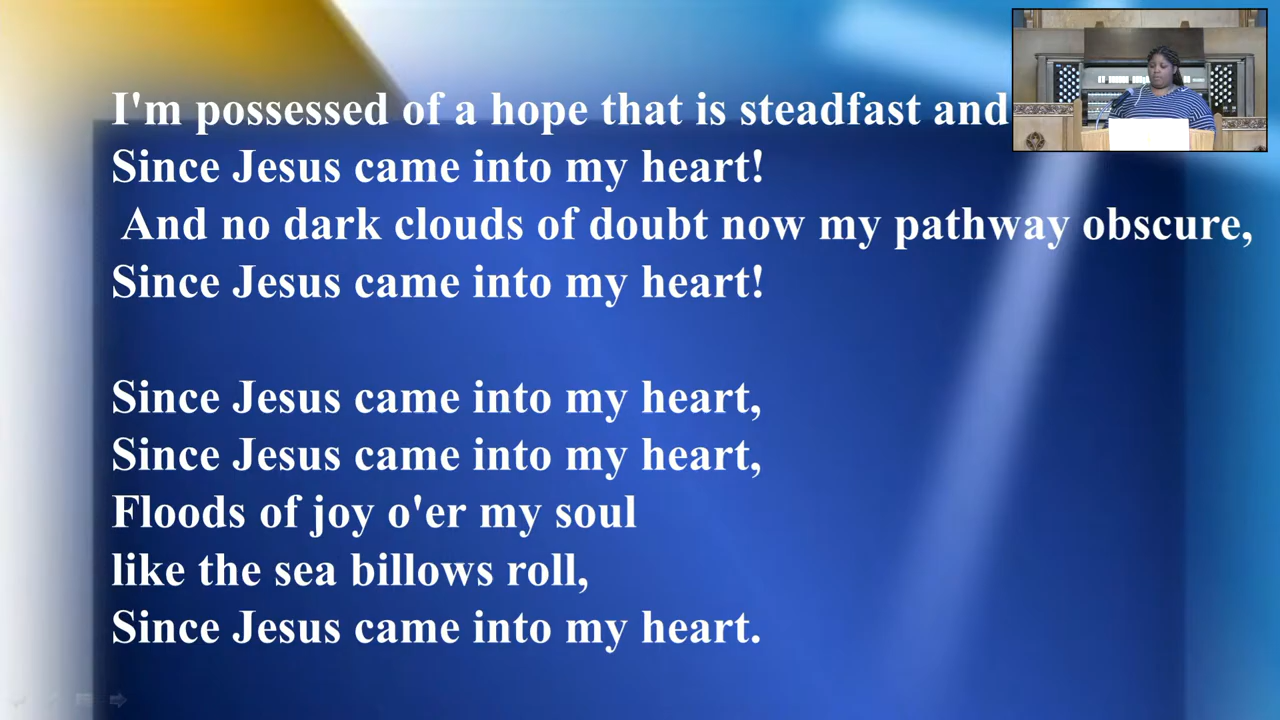 I'm possessed of a hope that is steadfast and
Since Jesus came into my heart!
And no dark clouds of doubt now my pathway obscure,
Since Jesus came into my heart!
Since Jesus came into my heart,
Since Jesus came into my heart,
Floods of joy o'er my soul
like the sea billows roll,
Since Jesus came into my heart.